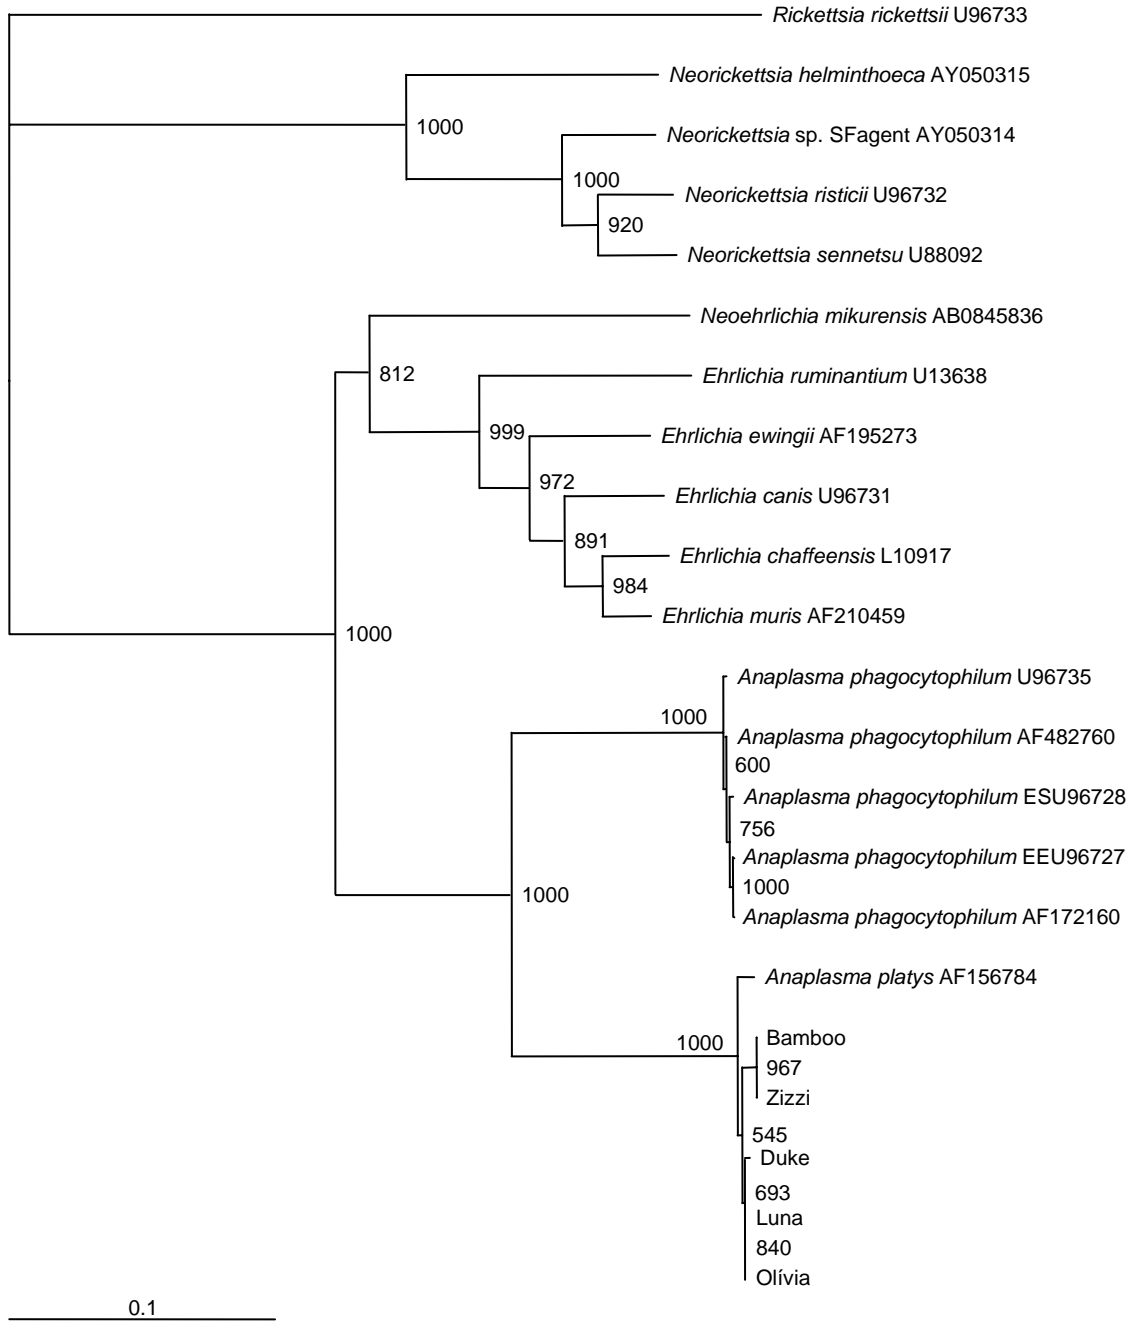 Rickettsia rickettsii U96733
Neorickettsia helminthoeca AY050315
1000
Neorickettsia sp. SFagent AY050314
1000
Neorickettsia risticii U96732
920
Neorickettsia sennetsu U88092
Neoehrlichia mikurensis AB0845836
812
Ehrlichia ruminantium U13638
999
Ehrlichia ewingii AF195273
972
Ehrlichia canis U96731
891
Ehrlichia chaffeensis L10917
984
Ehrlichia muris AF210459
1000
Anaplasma phagocytophilum U96735
1000
Anaplasma phagocytophilum AF482760
600
Anaplasma phagocytophilum ESU96728
756
Anaplasma phagocytophilum EEU96727
1000
1000
Anaplasma phagocytophilum AF172160
Anaplasma platys AF156784
1000
Bamboo
967
Zizzi
545
Duke
693
Luna
840
Olívia
0.1